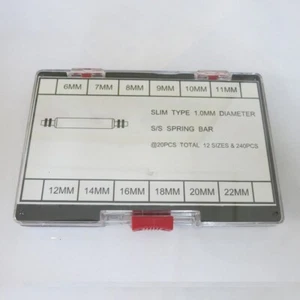 6MM 7MM 8MM 9MM 10MM 11MM
SLIM TYPE 1.0MM DIAMETER
S/S SPRING BAR
@20PCS TOTAL 12 SIZES & 240PCS
12MM 14MM 16MM 18MM 20MM 22MM